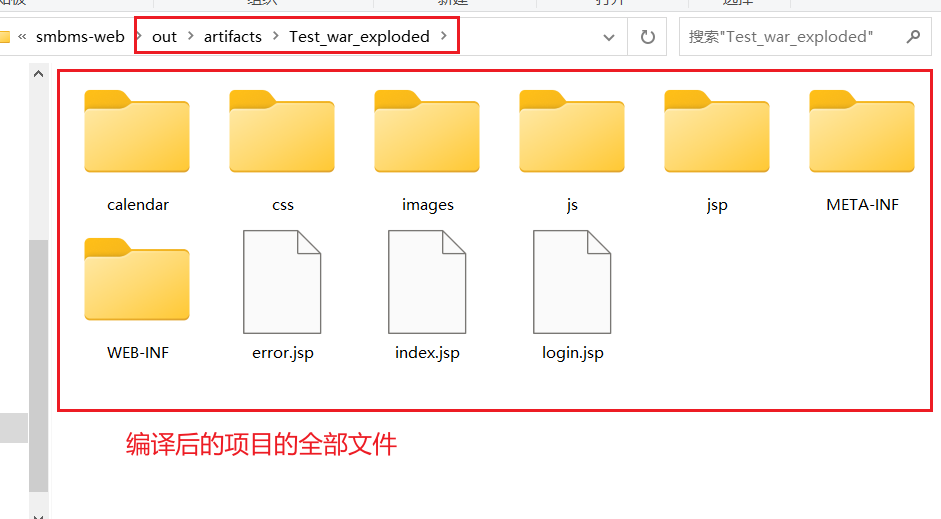 « smbms-web > out > artifacts > Test_war_exploded >
搜索"Test_war_exploded"
calendar css images js jsp META-INF
WEB-INF error.jsp index.jsp login.jsp
编译后的项目的全部文件